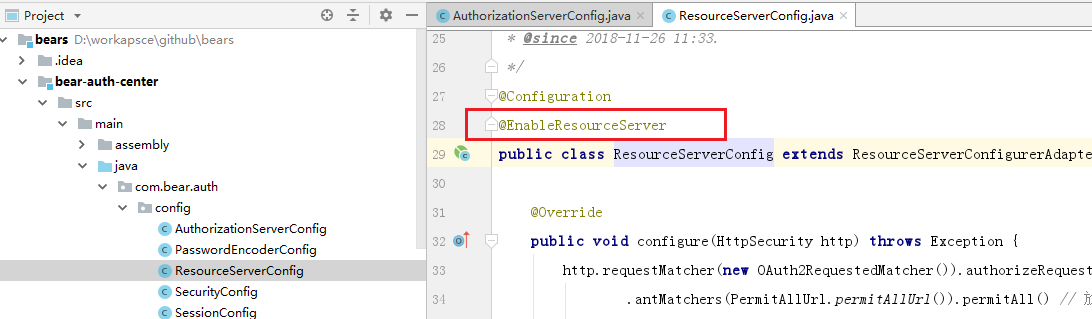 Project
bears D:\workapsce\github\bears
.idea
bear-auth-center
src
main
assembly
java
com.bear.auth
config
AuthorizationServerConfig
PasswordEncoderConfig
ResourceServerConfig
SecurityConfig
SessionConfig
AuthorizationServerConfig.java
ResourceServerConfig.java
25 * @since 2018-11-26 11:33.
26 */
27 @Configuration
28 @EnableResourceServer
29 public class ResourceServerConfig extends ResourceServerConfigurerAdapte
30
31 @Override
32 public void configure(HttpSecurity http) throws Exception {
33 http.requestMatcher(new OAuth2RequestedMatcher()).authorizeRequest
34 .antMatchers(PermitAllUrl.permitAllUrl()).permitAll() //